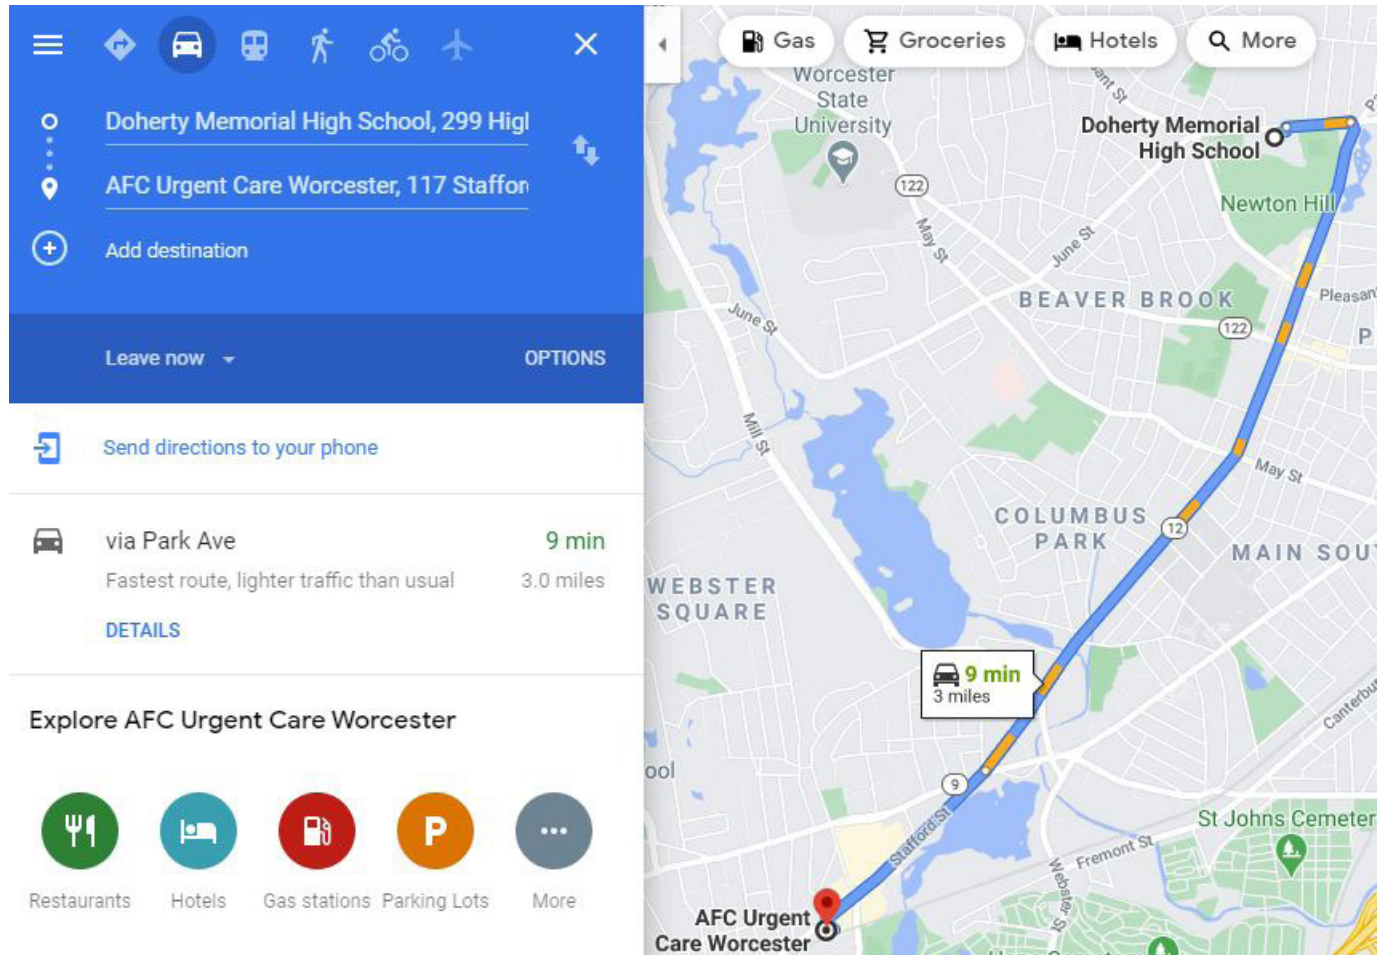 Doherty Memorial High School, 299 Higl
AFC Urgent Care Worcester, 117 Staffor
Add destination
Leave now
OPTIONS
Send directions to your phone
via Park Ave
9 min
Fastest route, lighter traffic than usual
3.0 miles
DETAILS
Explore AFC Urgent Care Worcester
P
Restaurants
Hotels
Gas stations
Parking Lots
More
Gas
Groceries
Hotels
More
Worcester
State
University
Doherty Memorial
High School
122
Newton Hill
May St
June St
BEAVER BROOK
Pleasan
June St
122
P
Mill St
May St
COLUMBUS
PARK
12
MAIN SOU
WEBSTER
SQUARE
9 min
3 miles
Canterbu
ool
9
Stafford St
St Johns Cemeter
Fremont St
Webster St
AFC Urgent
Care Worcester